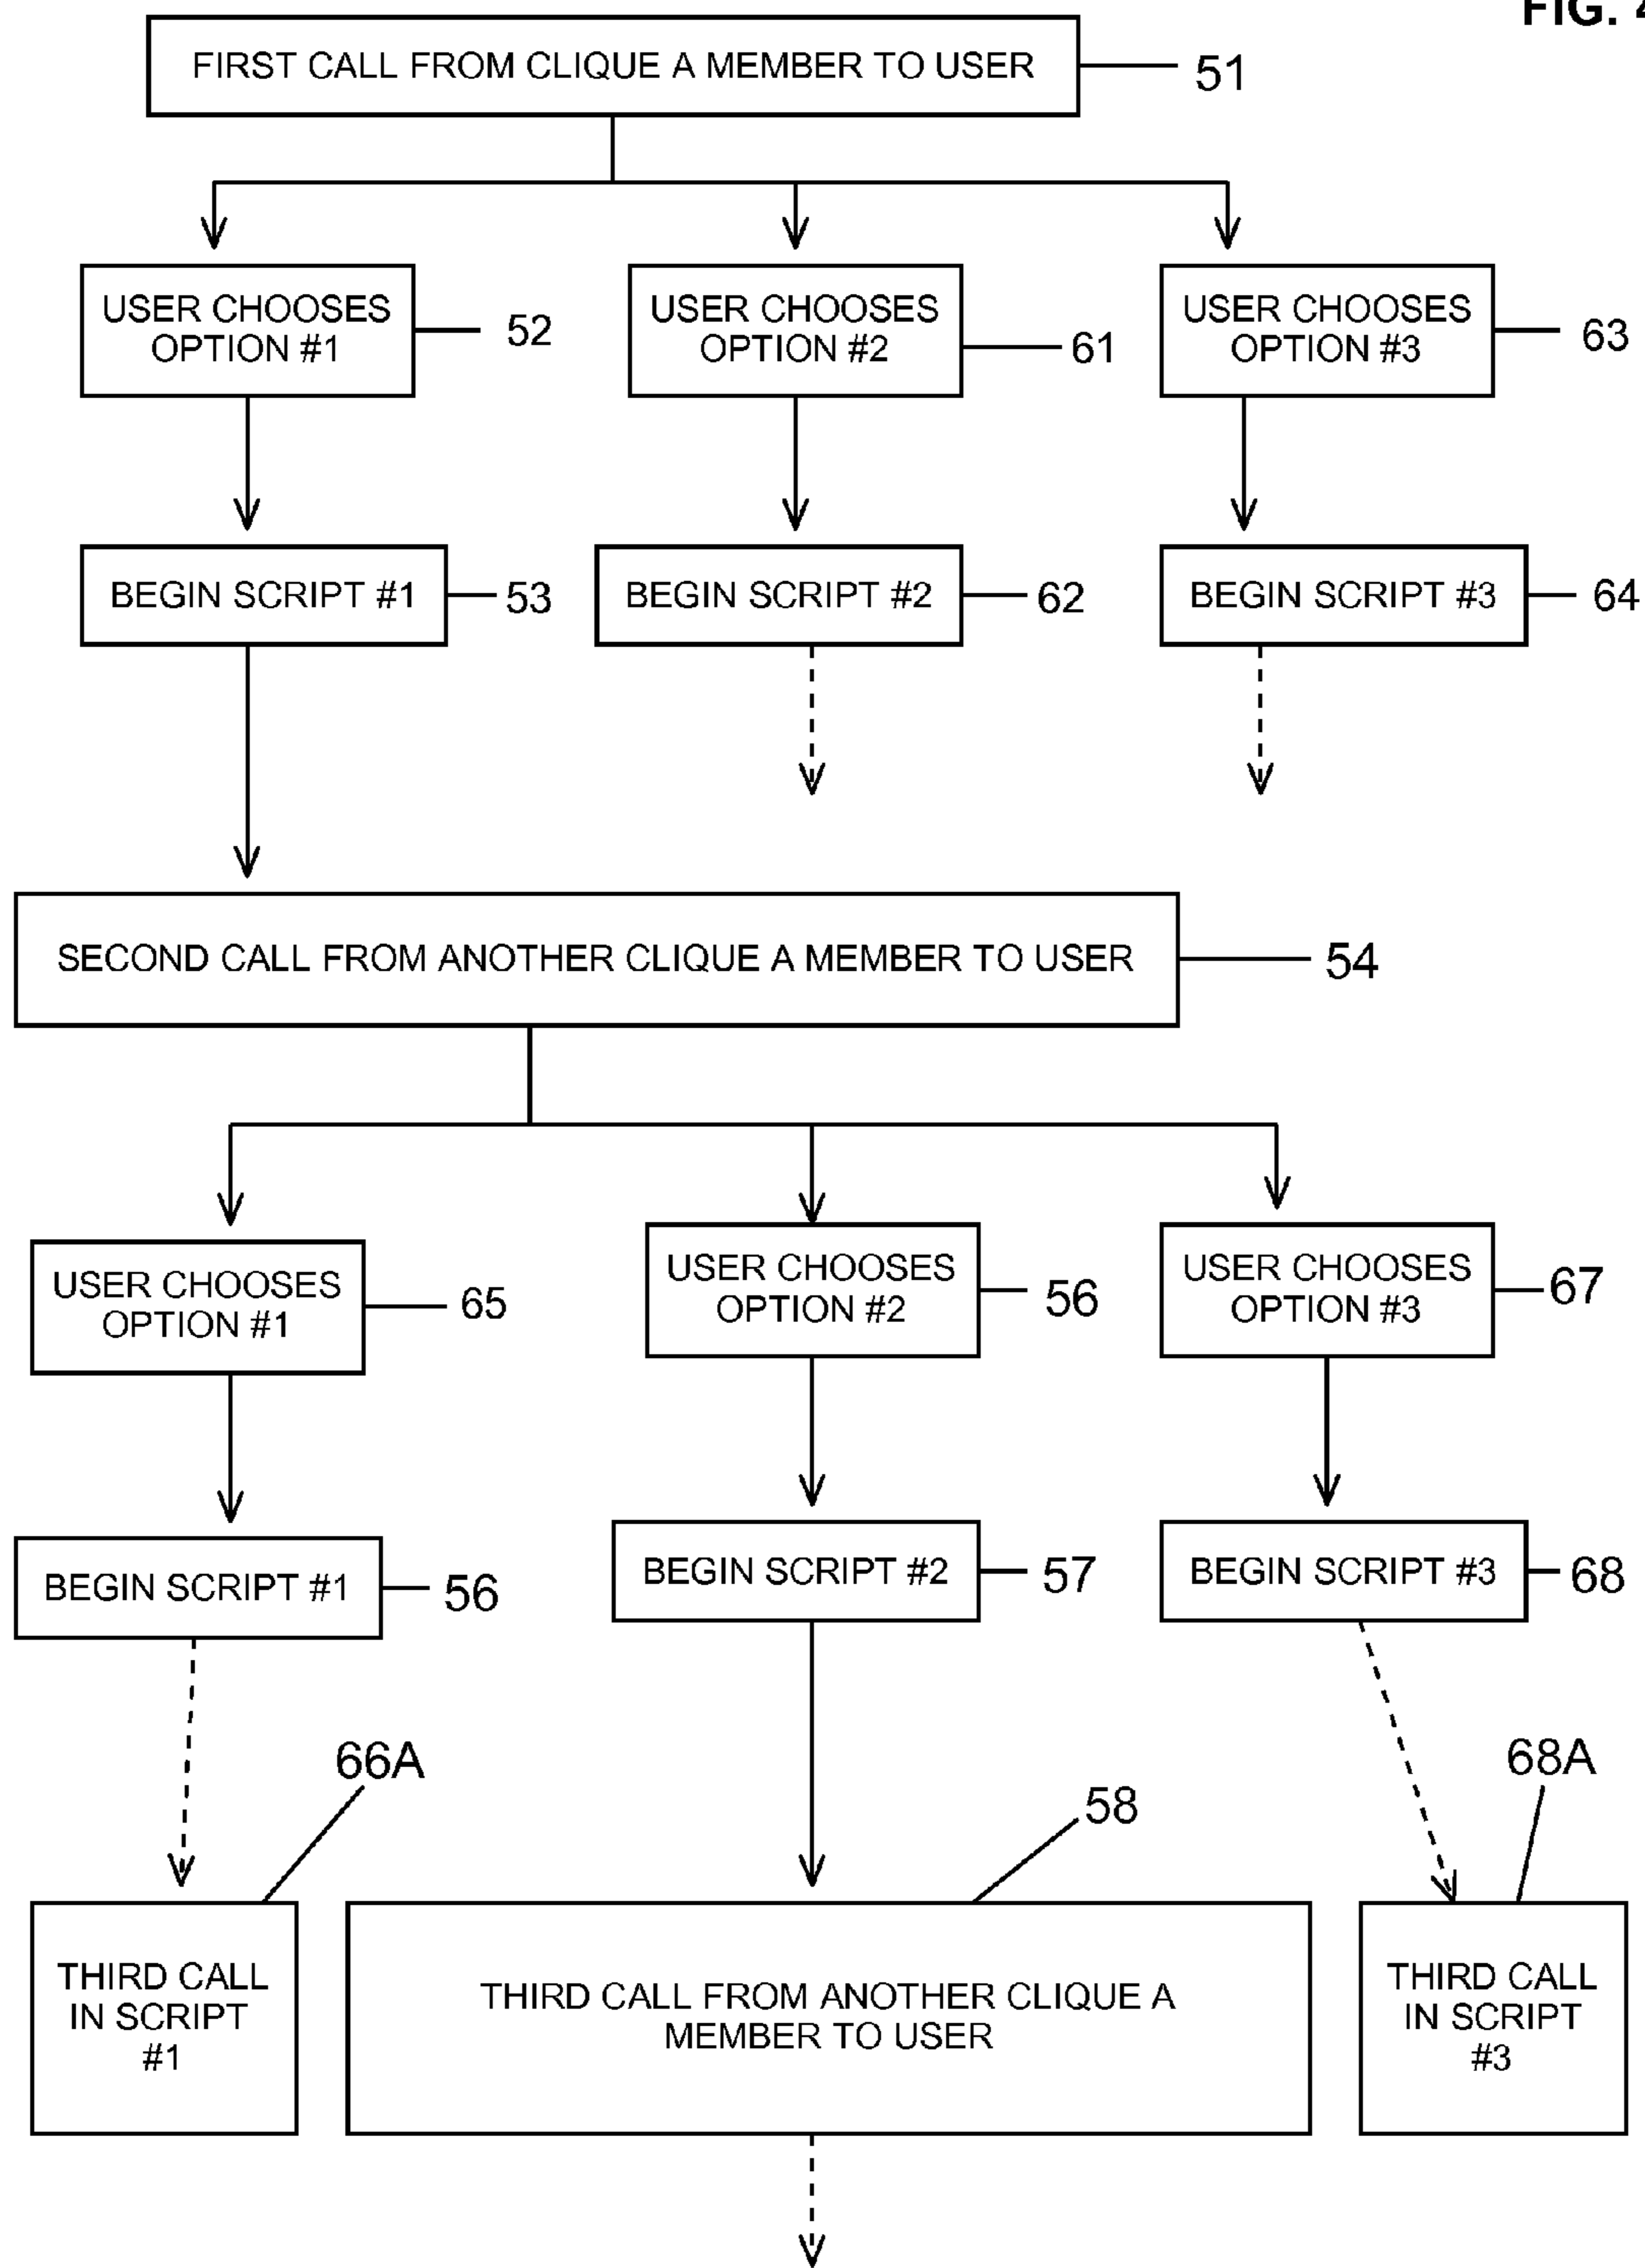 FIG. 4
FIRST CALL FROM CLIQUE A MEMBER TO USER
51
USER CHOOSES
OPTION #1
52
USER CHOOSES
OPTION #2
61
USER CHOOSES
OPTION #3
63
BEGIN SCRIPT #1
53
BEGIN SCRIPT #2
62
BEGIN SCRIPT #3
64
SECOND CALL FROM ANOTHER CLIQUE A MEMBER TO USER
54
USER CHOOSES
OPTION #1
65
USER CHOOSES
OPTION #2
56
USER CHOOSES
OPTION #3
67
BEGIN SCRIPT #1
56
BEGIN SCRIPT #2
57
BEGIN SCRIPT #3
68
66A
58
68A
THIRD CALL
IN SCRIPT
#1
THIRD CALL FROM ANOTHER CLIQUE A
MEMBER TO USER
THIRD CALL
IN SCRIPT
#3